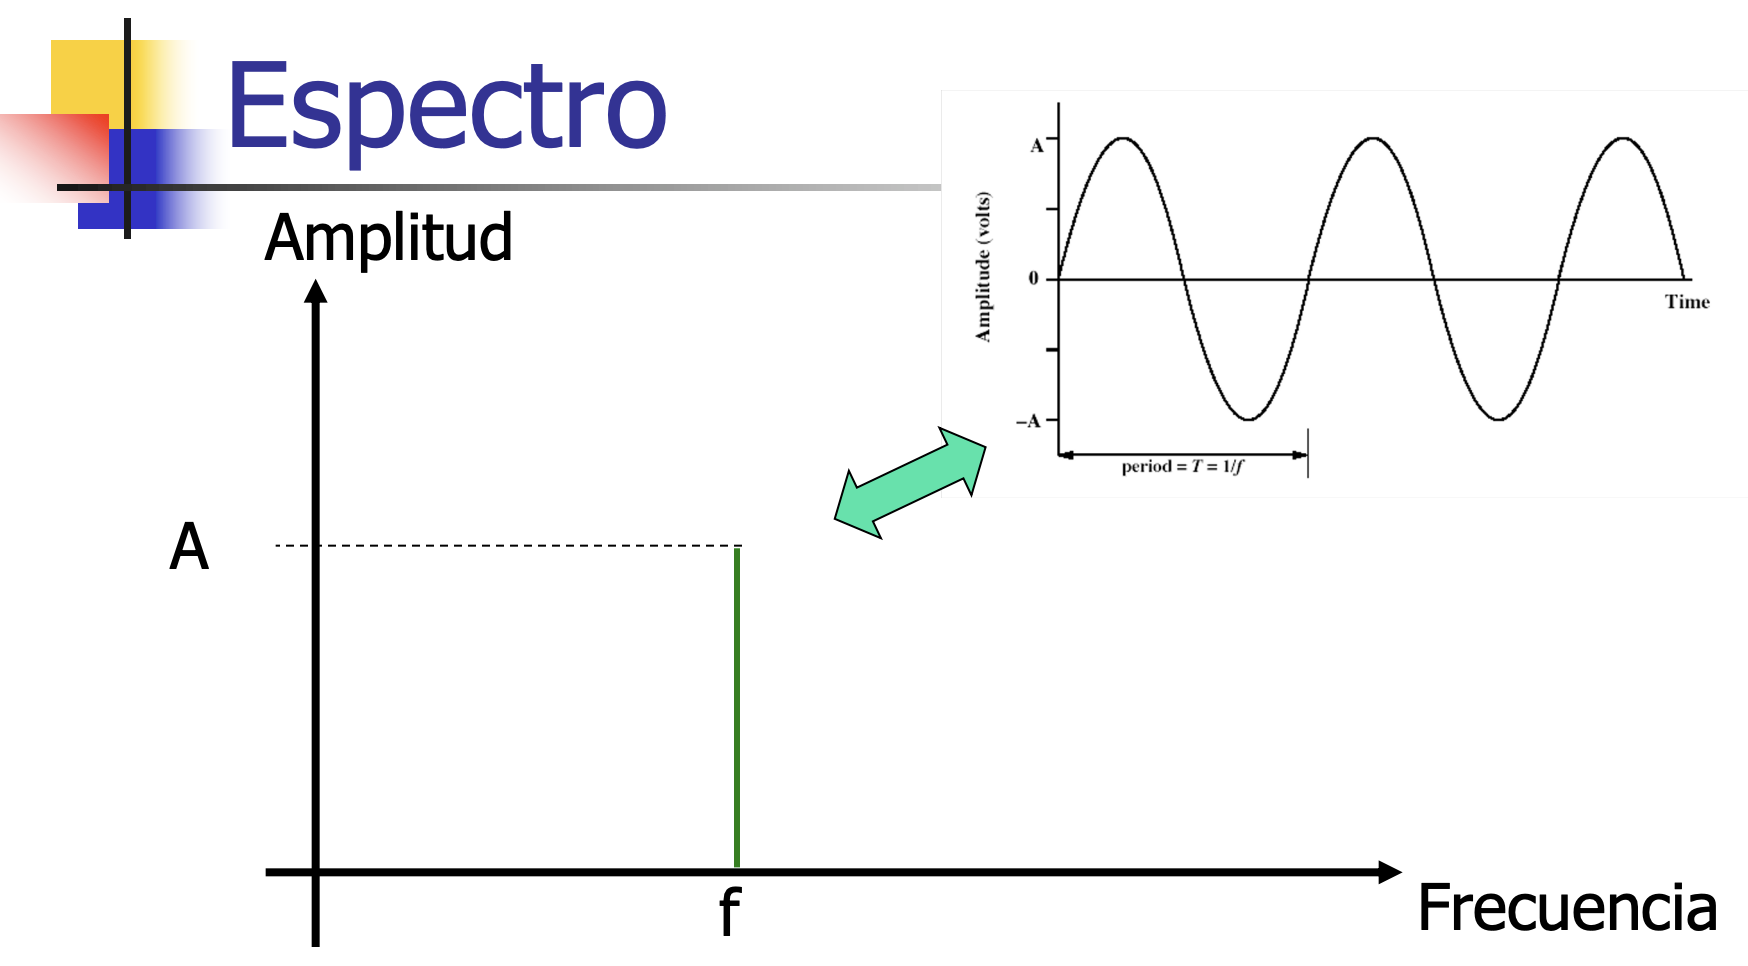 Espectro
Amplitud
A
f
Frecuencia
A
0
–A
Amplitude (volts)
Time
period = T = 1/f